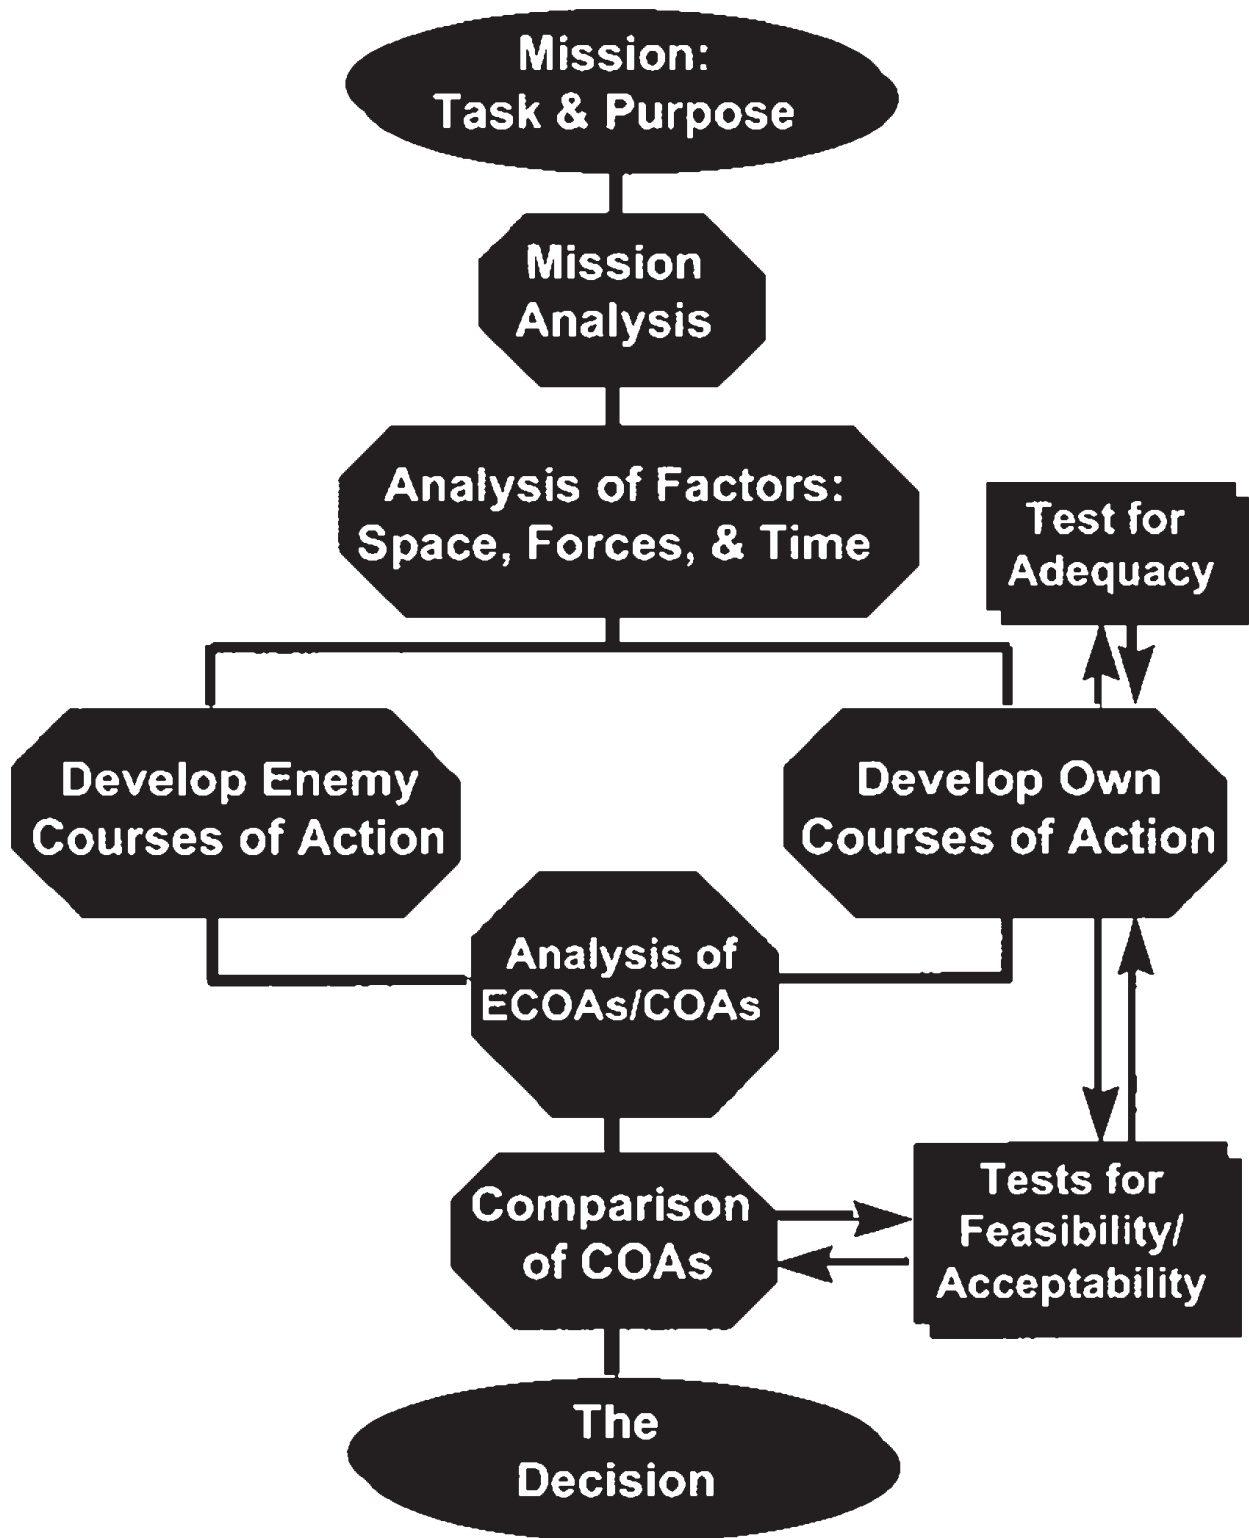 Mission:
Task & Purpose
Mission
Analysis
Analysis of Factors:
Space, Forces, & Time
Test for
Adequacy
Develop Enemy
Courses of Action
Develop Own
Courses of Action
Analysis of
ECOAs/COAs
Comparison
of COAs
Tests for
Feasibility/
Acceptability
The
Decision